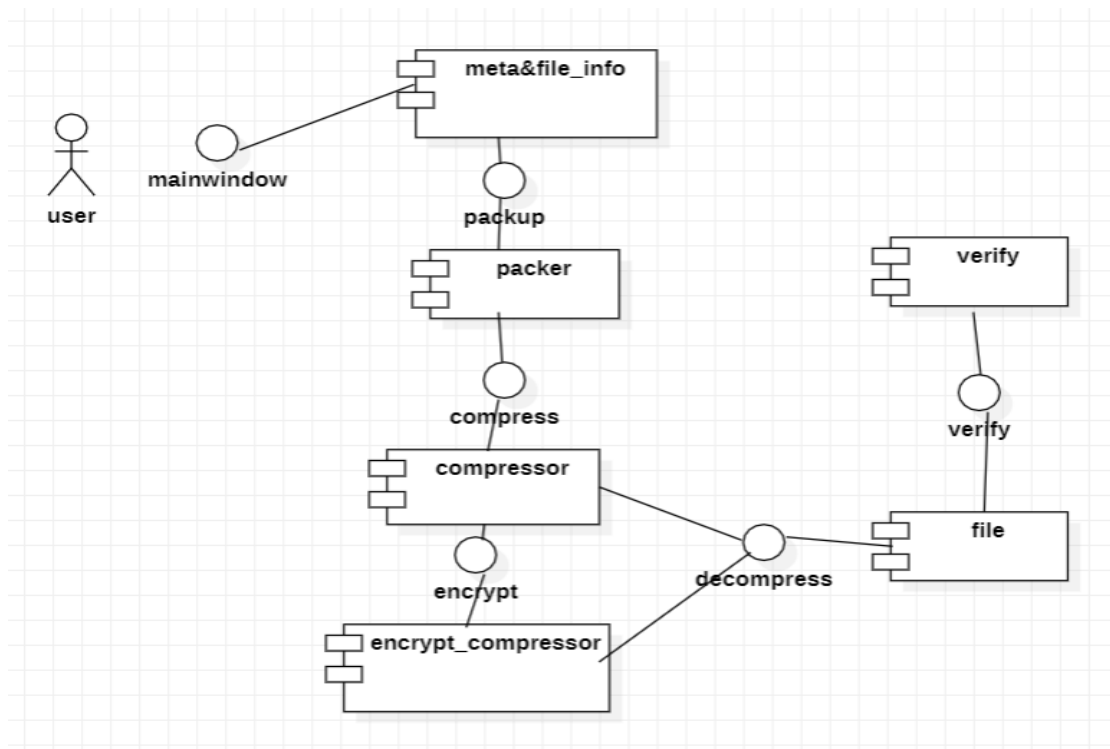 meta&file_info
mainwindow
user
packup
packer
verify
compress
verify
compressor
file
decompress
encrypt
encrypt_compressor